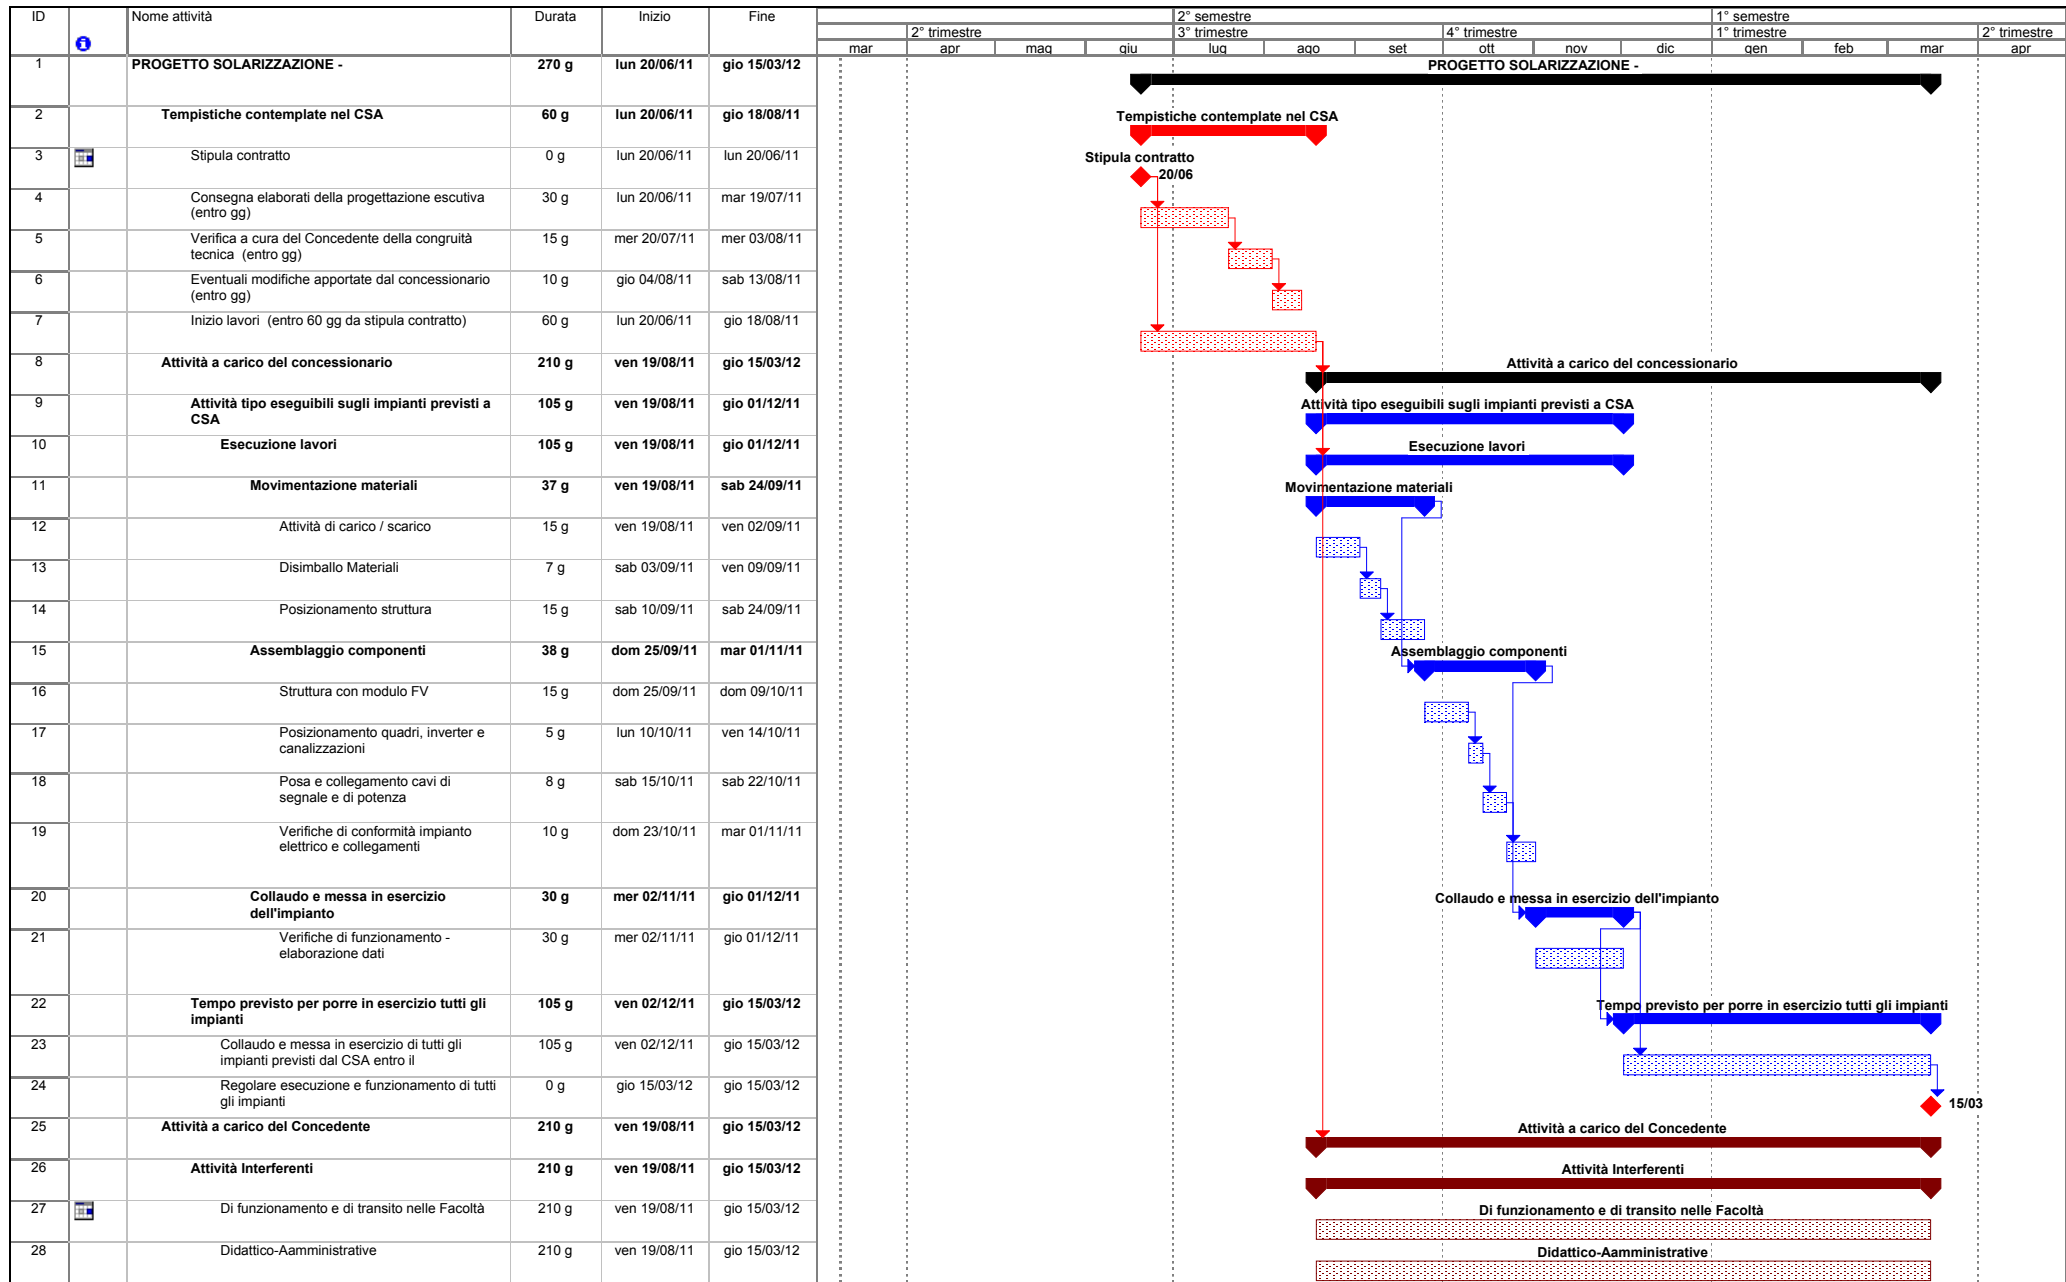 ID Nome attività Durata Inizio Fine
2° semestre 1° semestre
2° trimestre 3° trimestre 4° trimestre 1° trimestre 2° trimestre
mar apr mag giu lug ago set ott nov dic gen feb mar apr
1 PROGETTO SOLARIZZAZIONE - 270 g lun 20/06/11 gio 15/03/12 PROGETTO SOLARIZZAZIONE -
2 Tempistiche contemplate nel CSA 60 g lun 20/06/11 gio 18/08/11 Tempistiche contemplate nel CSA
3 Stipula contratto 0 g lun 20/06/11 lun 20/06/11 Stipula contratto
20/06
4 Consegna elaborati della progettazione escutiva 30 g lun 20/06/11 mar 19/07/11
(entro gg)
5 Verifica a cura del Concedente della congruità 15 g mer 20/07/11 mer 03/08/11
tecnica (entro gg)
6 Eventuali modifiche apportate dal concessionario 10 g gio 04/08/11 sab 13/08/11
(entro gg)
7 Inizio lavori (entro 60 gg da stipula contratto) 60 g lun 20/06/11 gio 18/08/11
8 Attività a carico del concessionario 210 g ven 19/08/11 gio 15/03/12 Attività a carico del concessionario
9 Attività tipo eseguibili sugli impianti previsti a 105 g ven 19/08/11 gio 01/12/11 Attività tipo eseguibili sugli impianti previsti a CSA
CSA
10 Esecuzione lavori 105 g ven 19/08/11 gio 01/12/11 Esecuzione lavori
11 Movimentazione materiali 37 g ven 19/08/11 sab 24/09/11 Movimentazione materiali
12 Attività di carico / scarico 15 g ven 19/08/11 ven 02/09/11
13 Disimballo Materiali 7 g sab 03/09/11 ven 09/09/11
14 Posizionamento struttura 15 g sab 10/09/11 sab 24/09/11
15 Assemblaggio componenti 38 g dom 25/09/11 mar 01/11/11 Assemblaggio componenti
16 Struttura con modulo FV 15 g dom 25/09/11 dom 09/10/11
17 Posizionamento quadri, inverter e 5 g lun 10/10/11 ven 14/10/11
canalizzazioni
18 Posa e collegamento cavi di 8 g sab 15/10/11 sab 22/10/11
segnale e di potenza
19 Verifiche di conformità impianto 10 g dom 23/10/11 mar 01/11/11
elettrico e collegamenti
20 Collaudo e messa in esercizio 30 g mer 02/11/11 gio 01/12/11 Collaudo e messa in esercizio dell'impianto
dell'impianto
21 Verifiche di funzionamento - 30 g mer 02/11/11 gio 01/12/11
elaborazione dati
22 Tempo previsto per porre in esercizio tutti gli 105 g ven 02/12/11 gio 15/03/12 Tempo previsto per porre in esercizio tutti gli impianti
impianti
23 Collaudo e messa in esercizio di tutti gli 105 g ven 02/12/11 gio 15/03/12
impianti previsti dal CSA entro il
24 Regolare esecuzione e funzionamento di tutti 0 g gio 15/03/12 gio 15/03/12
gli impianti
15/03
25 Attività a carico del Concedente 210 g ven 19/08/11 gio 15/03/12 Attività a carico del Concedente
26 Attività Interferenti 210 g ven 19/08/11 gio 15/03/12 Attività Interferenti
27 Di funzionamento e di transito nelle Facoltà 210 g ven 19/08/11 gio 15/03/12 Di funzionamento e di transito nelle Facoltà
28 Didattico-Aamministrative 210 g ven 19/08/11 gio 15/03/12 Didattico-Aamministrative